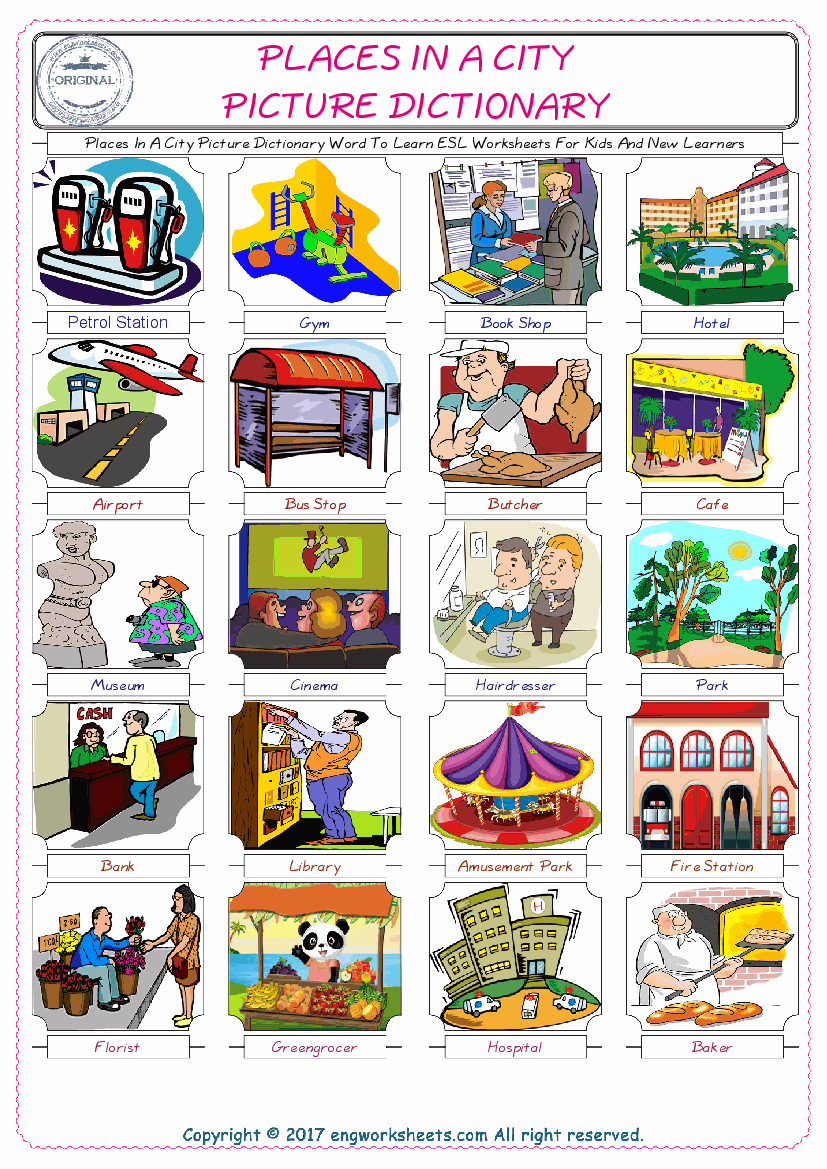 ORIGINAL
PLACES IN A CITY
PICTURE DICTIONARY
Places In A City Picture Dictionary Word To Learn ESL Worksheets For Kids And New Learners
Petrol Station
Gym
Book Shop
Hotel
Airport
Bus Stop
Butcher
Cafe
Museum
Cinema
Hairdresser
Park
CASH
Bank
Library
Amusement Park
Fire Station
H
Florist
Greengrocer
Hospital
Baker
Copyright © 2017 engworksheets.com All right reserved.